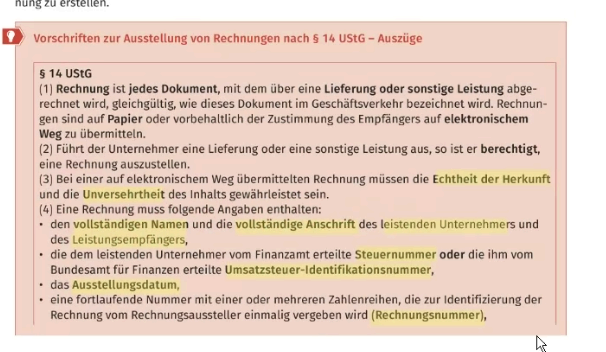 nung zu erstellen.
Vorschriften zur Ausstellung von Rechnungen nach § 14 UStG – Auszüge
§ 14 UStG
(1) Rechnung ist jedes Dokument, mit dem über eine Lieferung oder sonstige Leistung abge-
rechnet wird, gleichgültig, wie dieses Dokument im Geschäftsverkehr bezeichnet wird. Rechnun-
gen sind auf Papier oder vorbehaltlich der Zustimmung des Empfängers auf elektronischem
Weg zu übermitteln.
(2) Führt der Unternehmer eine Lieferung oder eine sonstige Leistung aus, so ist er berechtigt,
eine Rechnung auszustellen.
(3) Bei einer auf elektronischem Weg übermittelten Rechnung müssen die Echtheit der Herkunft
und die Unversehrtheit des Inhalts gewährleistet sein.
(4) Eine Rechnung muss folgende Angaben enthalten:
• den vollständigen Namen und die vollständige Anschrift des leistenden Unternehmers und
des Leistungsempfängers,
• die dem leistenden Unternehmer vom Finanzamt erteilte Steuernummer oder die ihm vom
Bundesamt für Finanzen erteilte Umsatzsteuer-Identifikationsnummer,
• das Ausstellungsdatum,
• eine fortlaufende Nummer mit einer oder mehreren Zahlenreihen, die zur Identifizierung der
Rechnung vom Rechnungsaussteller einmalig vergeben wird (Rechnungsnummer),